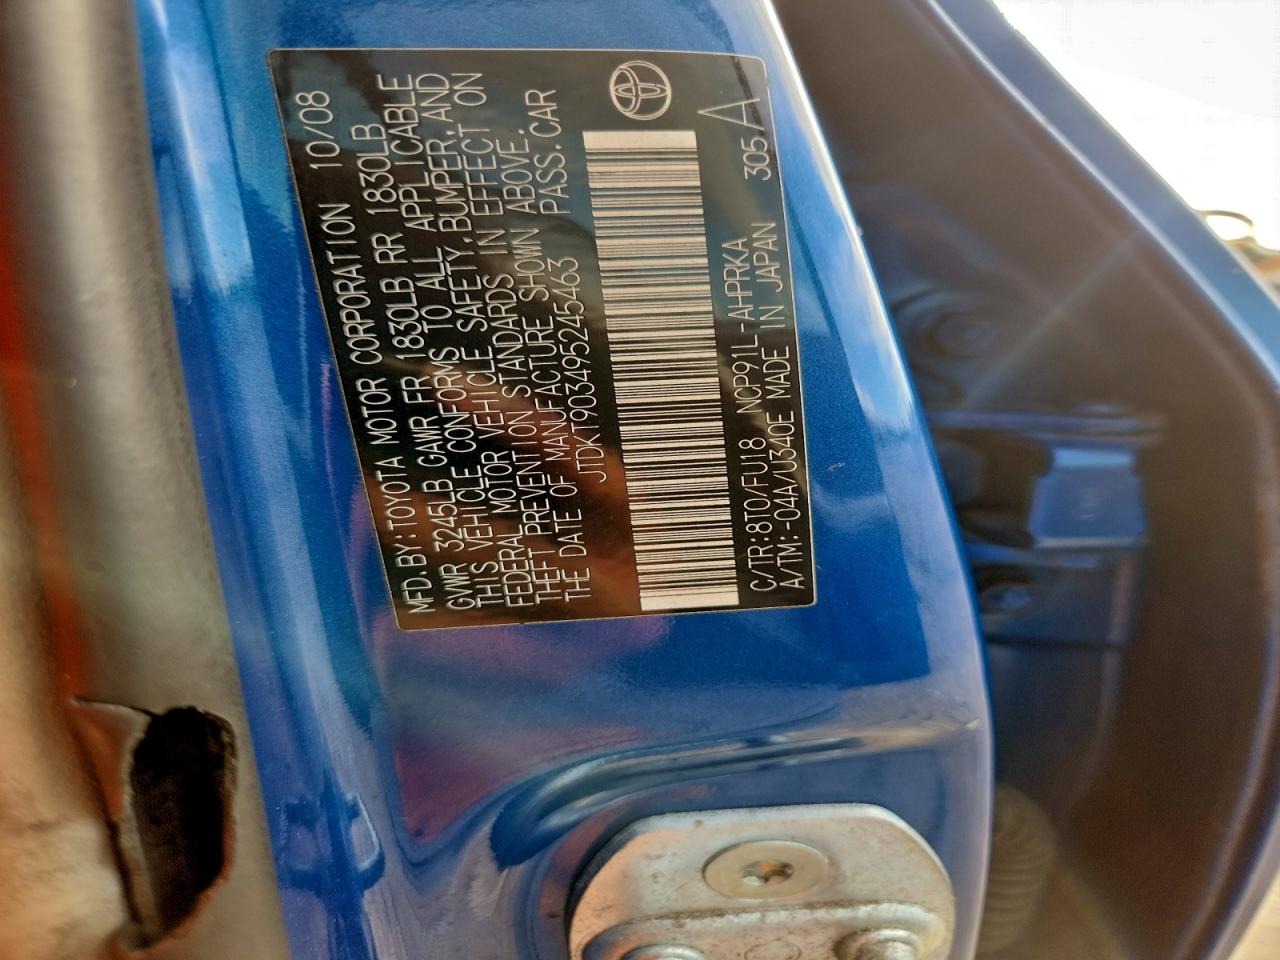 MFD.BY:TOYOTA MOTOR CORPORATION 10/08
GVWR 3245LB GAWR FR 1830LB RR 1830LB
THIS VEHICLE CONFORMS TO ALL APPLICABLE
FEDERAL MOTOR VEHICLE SAFETY,BUMPER,AND
THEFT PREVENTION STANDARDS IN EFFECT ON
THE DATE OF MANUFACTURE SHOWN ABOVE.
JTDKT903495245463 PASS.CAR
C/TR:8T0/FU18 NCP91L-AHPRKA
A/TM:-04A/U340E MADE IN JAPAN 305 A